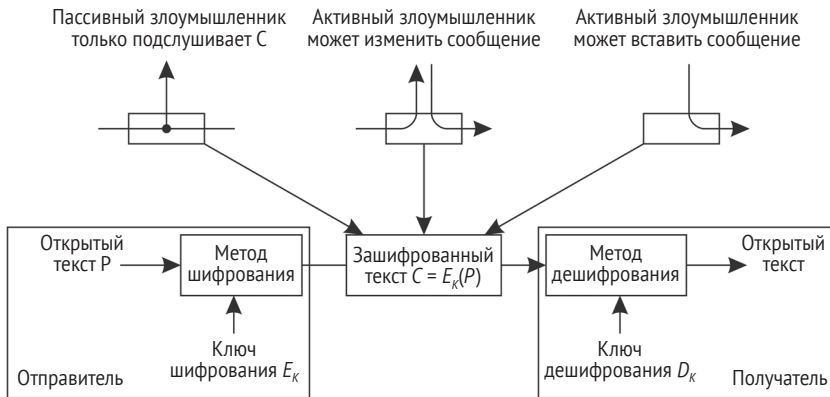 Пассивный злоумышленник
только подслушивает C
Активный злоумышленник
может изменить сообщение
Активный злоумышленник
может вставить сообщение
Открытый
текст P
Метод
шифрования
Зашифрованный
текст C = E_K(P)
Метод
дешифрования
Открытый
текст
Ключ
шифрования E_K
Отправитель
Ключ
дешифрования D_K
Получатель